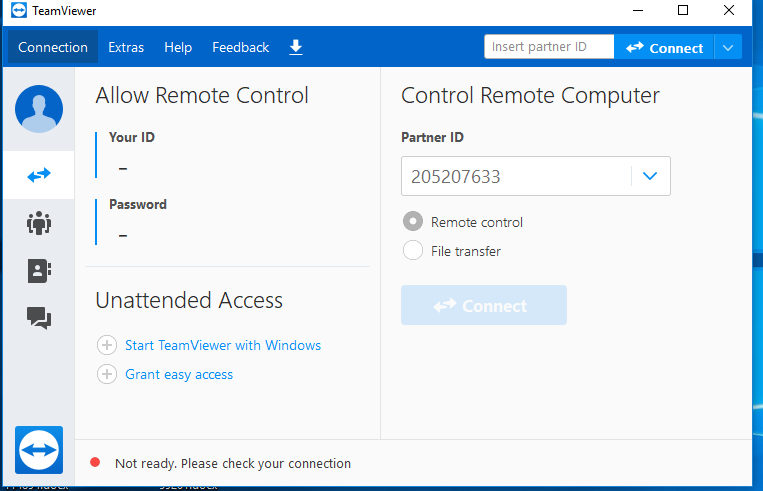 TeamViewer
Connection Extras Help Feedback Insert partner ID Connect
Allow Remote Control
Your ID
–
Password
–
Unattended Access
Start TeamViewer with Windows
Grant easy access
Control Remote Computer
Partner ID
205207633
Remote control
File transfer
Connect
Not ready. Please check your connection